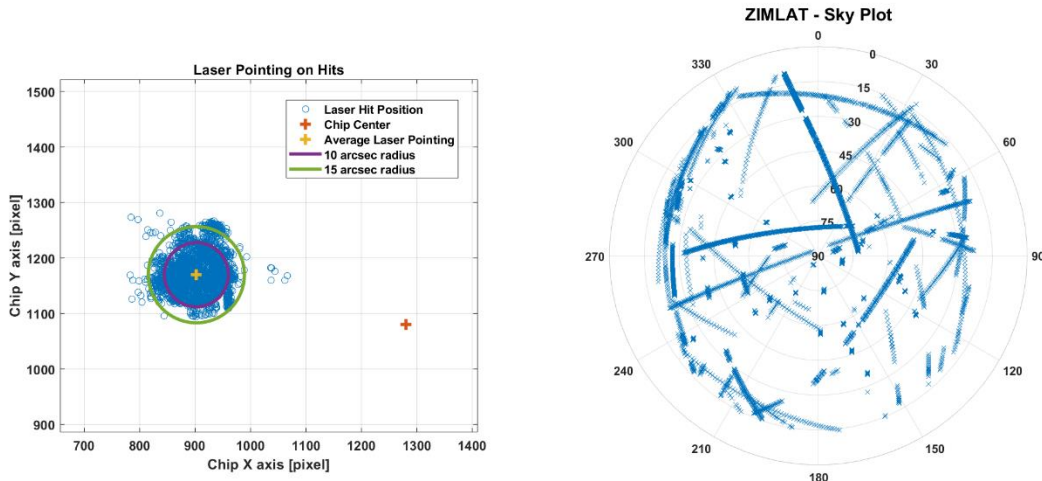 Laser Pointing on Hits
1500
1400
1300
1200
1100
1000
900
Chip Y axis [pixel]
700 800 900 1000 1100 1200 1300 1400
Chip X axis [pixel]
Laser Hit Position
Chip Center
Average Laser Pointing
10 arcsec radius
15 arcsec radius
ZIMLAT - Sky Plot
0
30
60
90
120
150
180
210
240
270
300
330
0
15
30
45
60
75
90